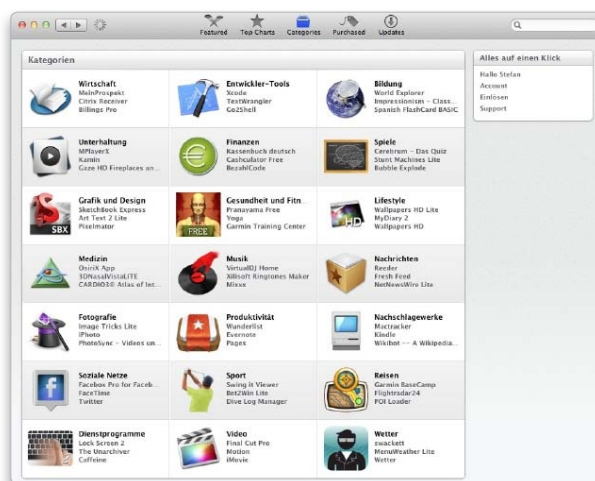 Featured Top Charts Categories Purchased Updates
Kategorien
Wirtschaft
MeinProspekt
Citrix Receiver
Billings Pro
Entwickler-Tools
Xcode
TextWrangler
Go2Shell
Bildung
World Explorer
Impressionism - Class...
Spanish FlashCard BASIC
Unterhaltung
MPlayerX
Kamin
Gaze HD Fireplaces an...
Finanzen
Kassenbuch deutsch
Cashculator Free
BezahlCode
Spiele
Cerebrum - Das Quiz
Stunt Machines Lite
Bubble Explode
SBX
Grafik und Design
SketchBook Express
Art Text 2 Lite
Pixelmator
FREE
Gesundheit und Fitn...
Pranayama Free
Yoga
Garmin Training Center
HD
Lifestyle
Wallpapers HD Lite
MyDiary 2
Wallpapers HD
Medizin
OsiriX App
3DNasalVistaLITE
CARDIO3® Atlas of Int...
Musik
VirtualDJ Home
Xilisoft Ringtones Maker
Mixxx
Nachrichten
Reeder
Fresh Feed
NetNewsWire Lite
Fotografie
Image Tricks Lite
iPhoto
PhotoSync - Videos un...
Produktivität
Wunderlist
Evernote
Pages
Nachschlagewerke
Mactracker
Kindle
Wikibot -- A Wikipedia...
Soziale Netze
Facebox Pro for Faceb...
FaceTime
Twitter
Sport
Swing it Viewer
Bet2Win Lite
Dive Log Manager
Reisen
Garmin BaseCamp
Flightradar24
POI Loader
Dienstprogramme
Lock Screen 2
The Unarchiver
Caffeine
Video
Final Cut Pro
Motion
iMovie
Wetter
swackett
MenuWeather Lite
Wetter
Alles auf einen Klick
Hallo Stefan
Account
Einlösen
Support